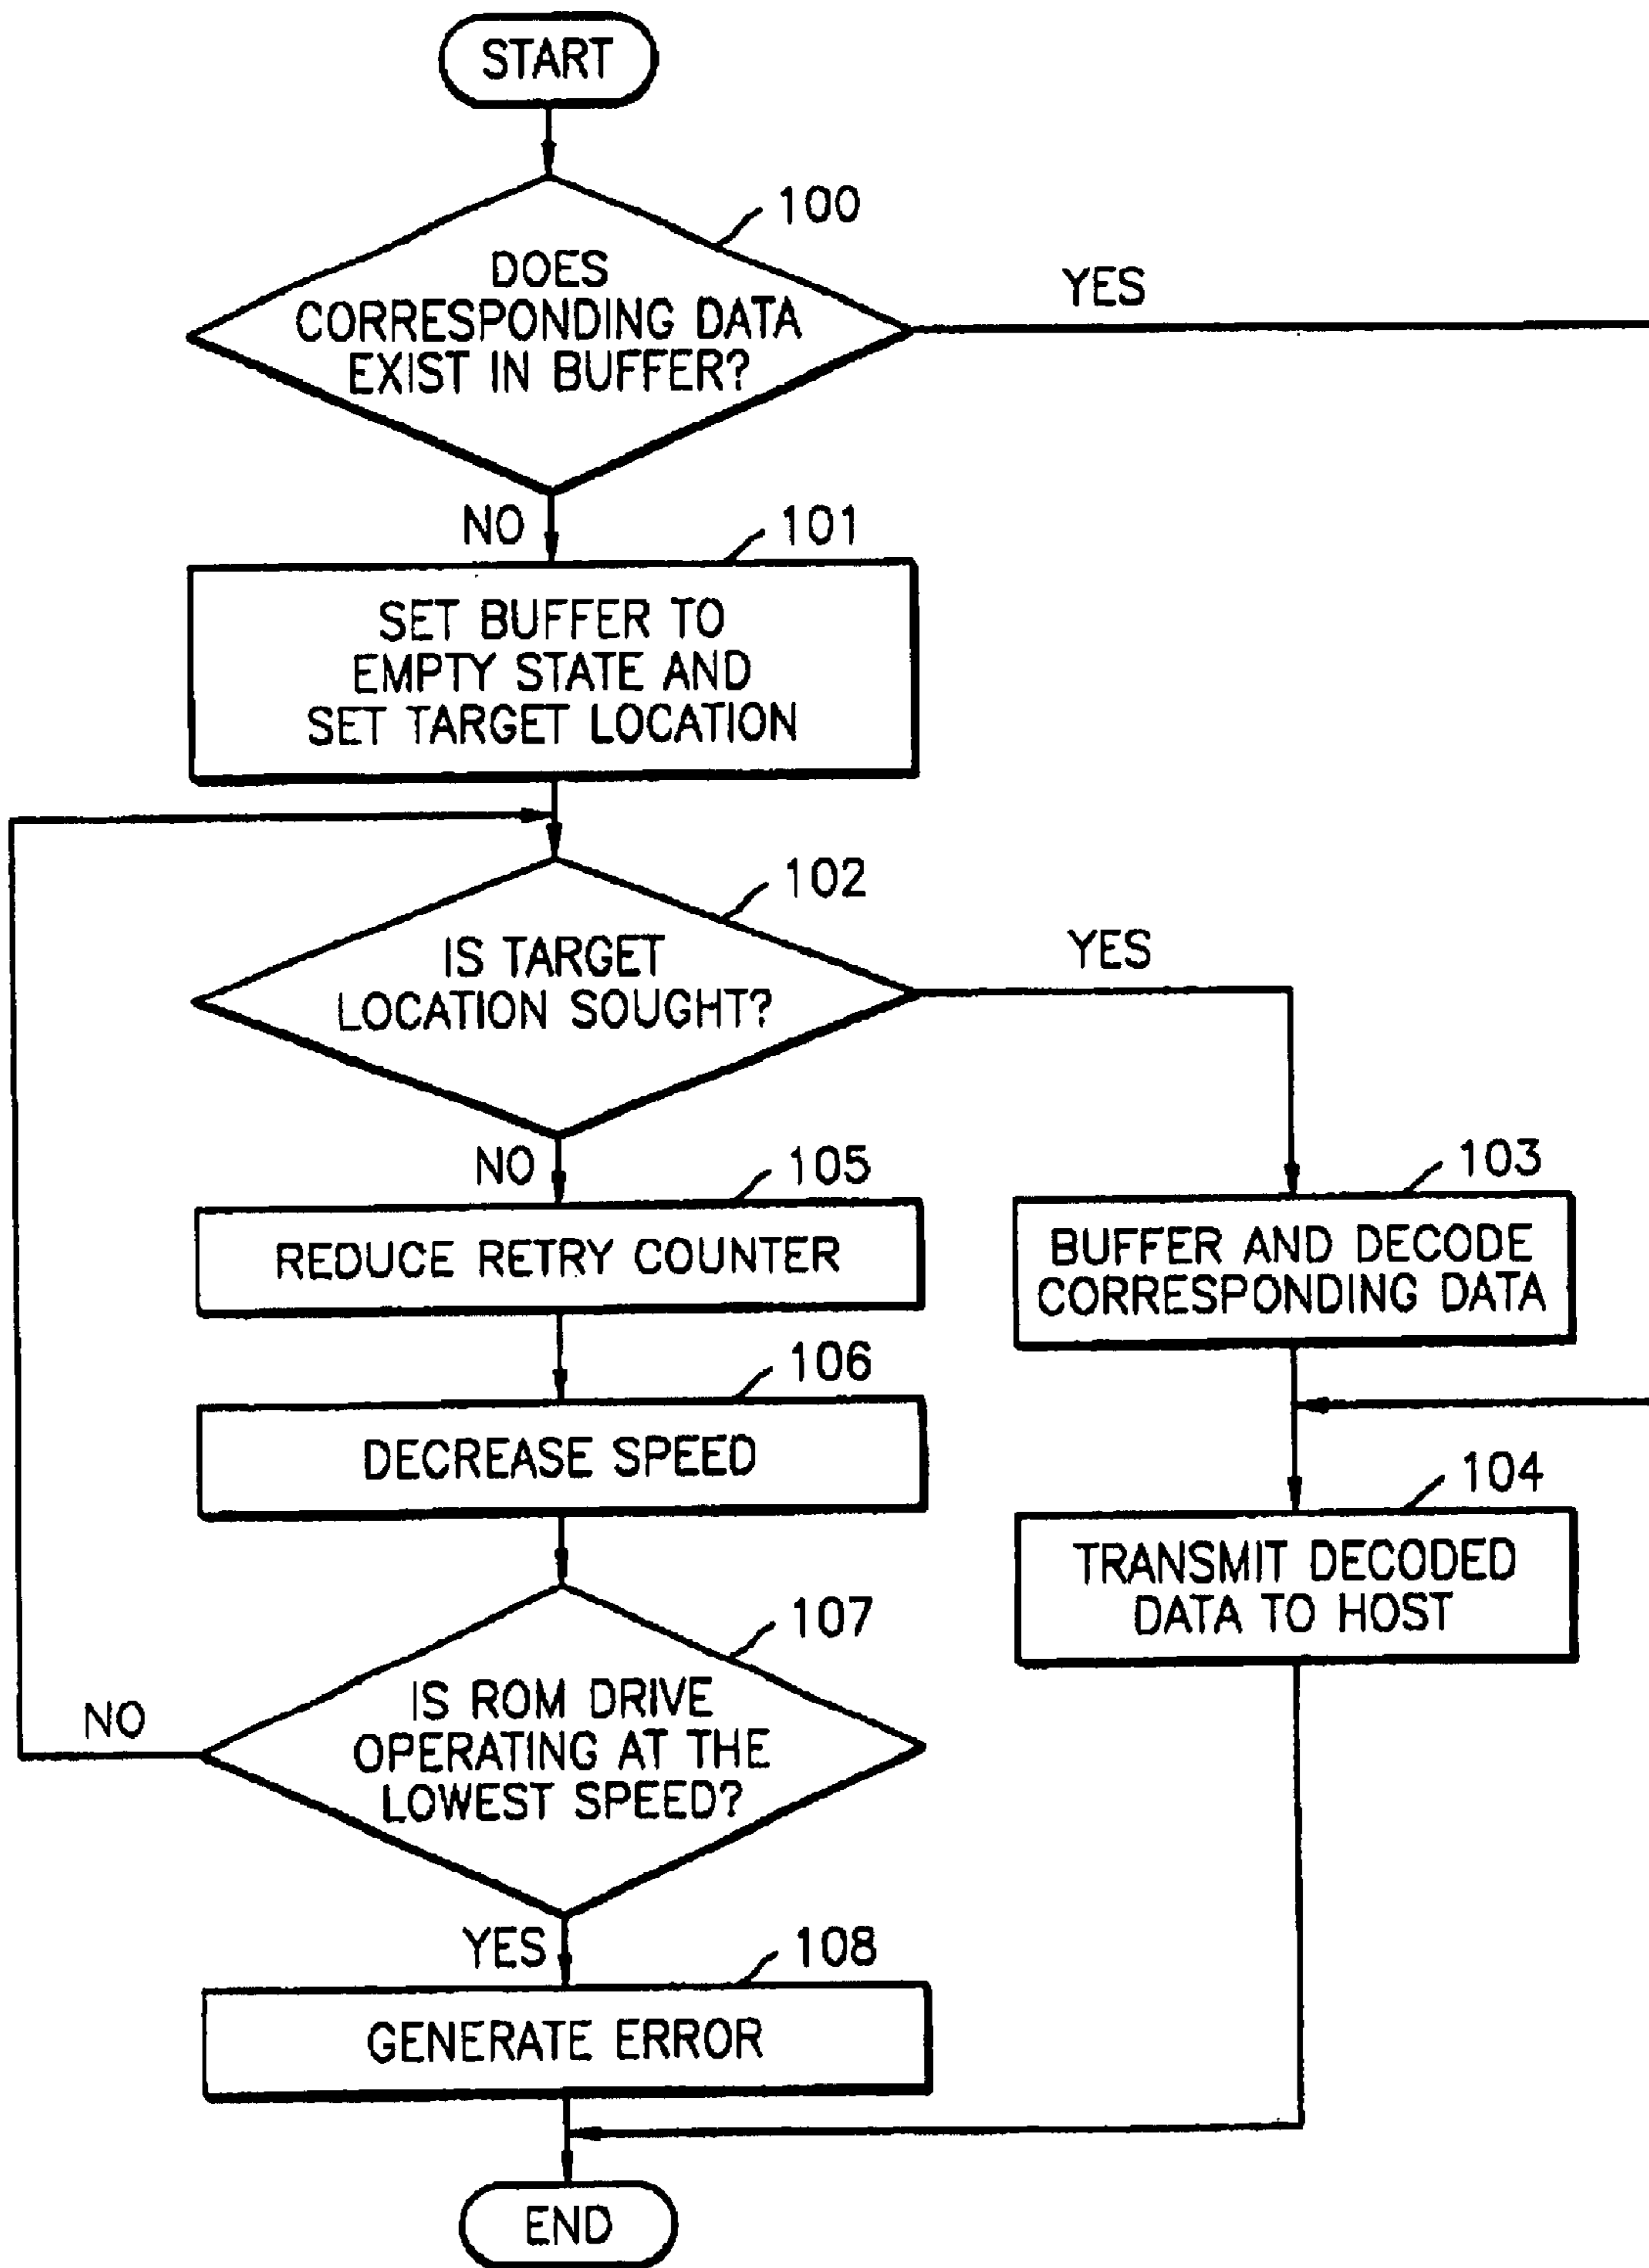 START
100
DOES
CORRESPONDING DATA
EXIST IN BUFFER?
YES
NO
101
SET BUFFER TO
EMPTY STATE AND
SET TARGET LOCATION
102
IS TARGET
LOCATION SOUGHT?
YES
NO
105
REDUCE RETRY COUNTER
103
BUFFER AND DECODE
CORRESPONDING DATA
106
DECREASE SPEED
104
TRANSMIT DECODED
DATA TO HOST
107
IS ROM DRIVE
OPERATING AT THE
LOWEST SPEED?
NO
YES
108
GENERATE ERROR
END